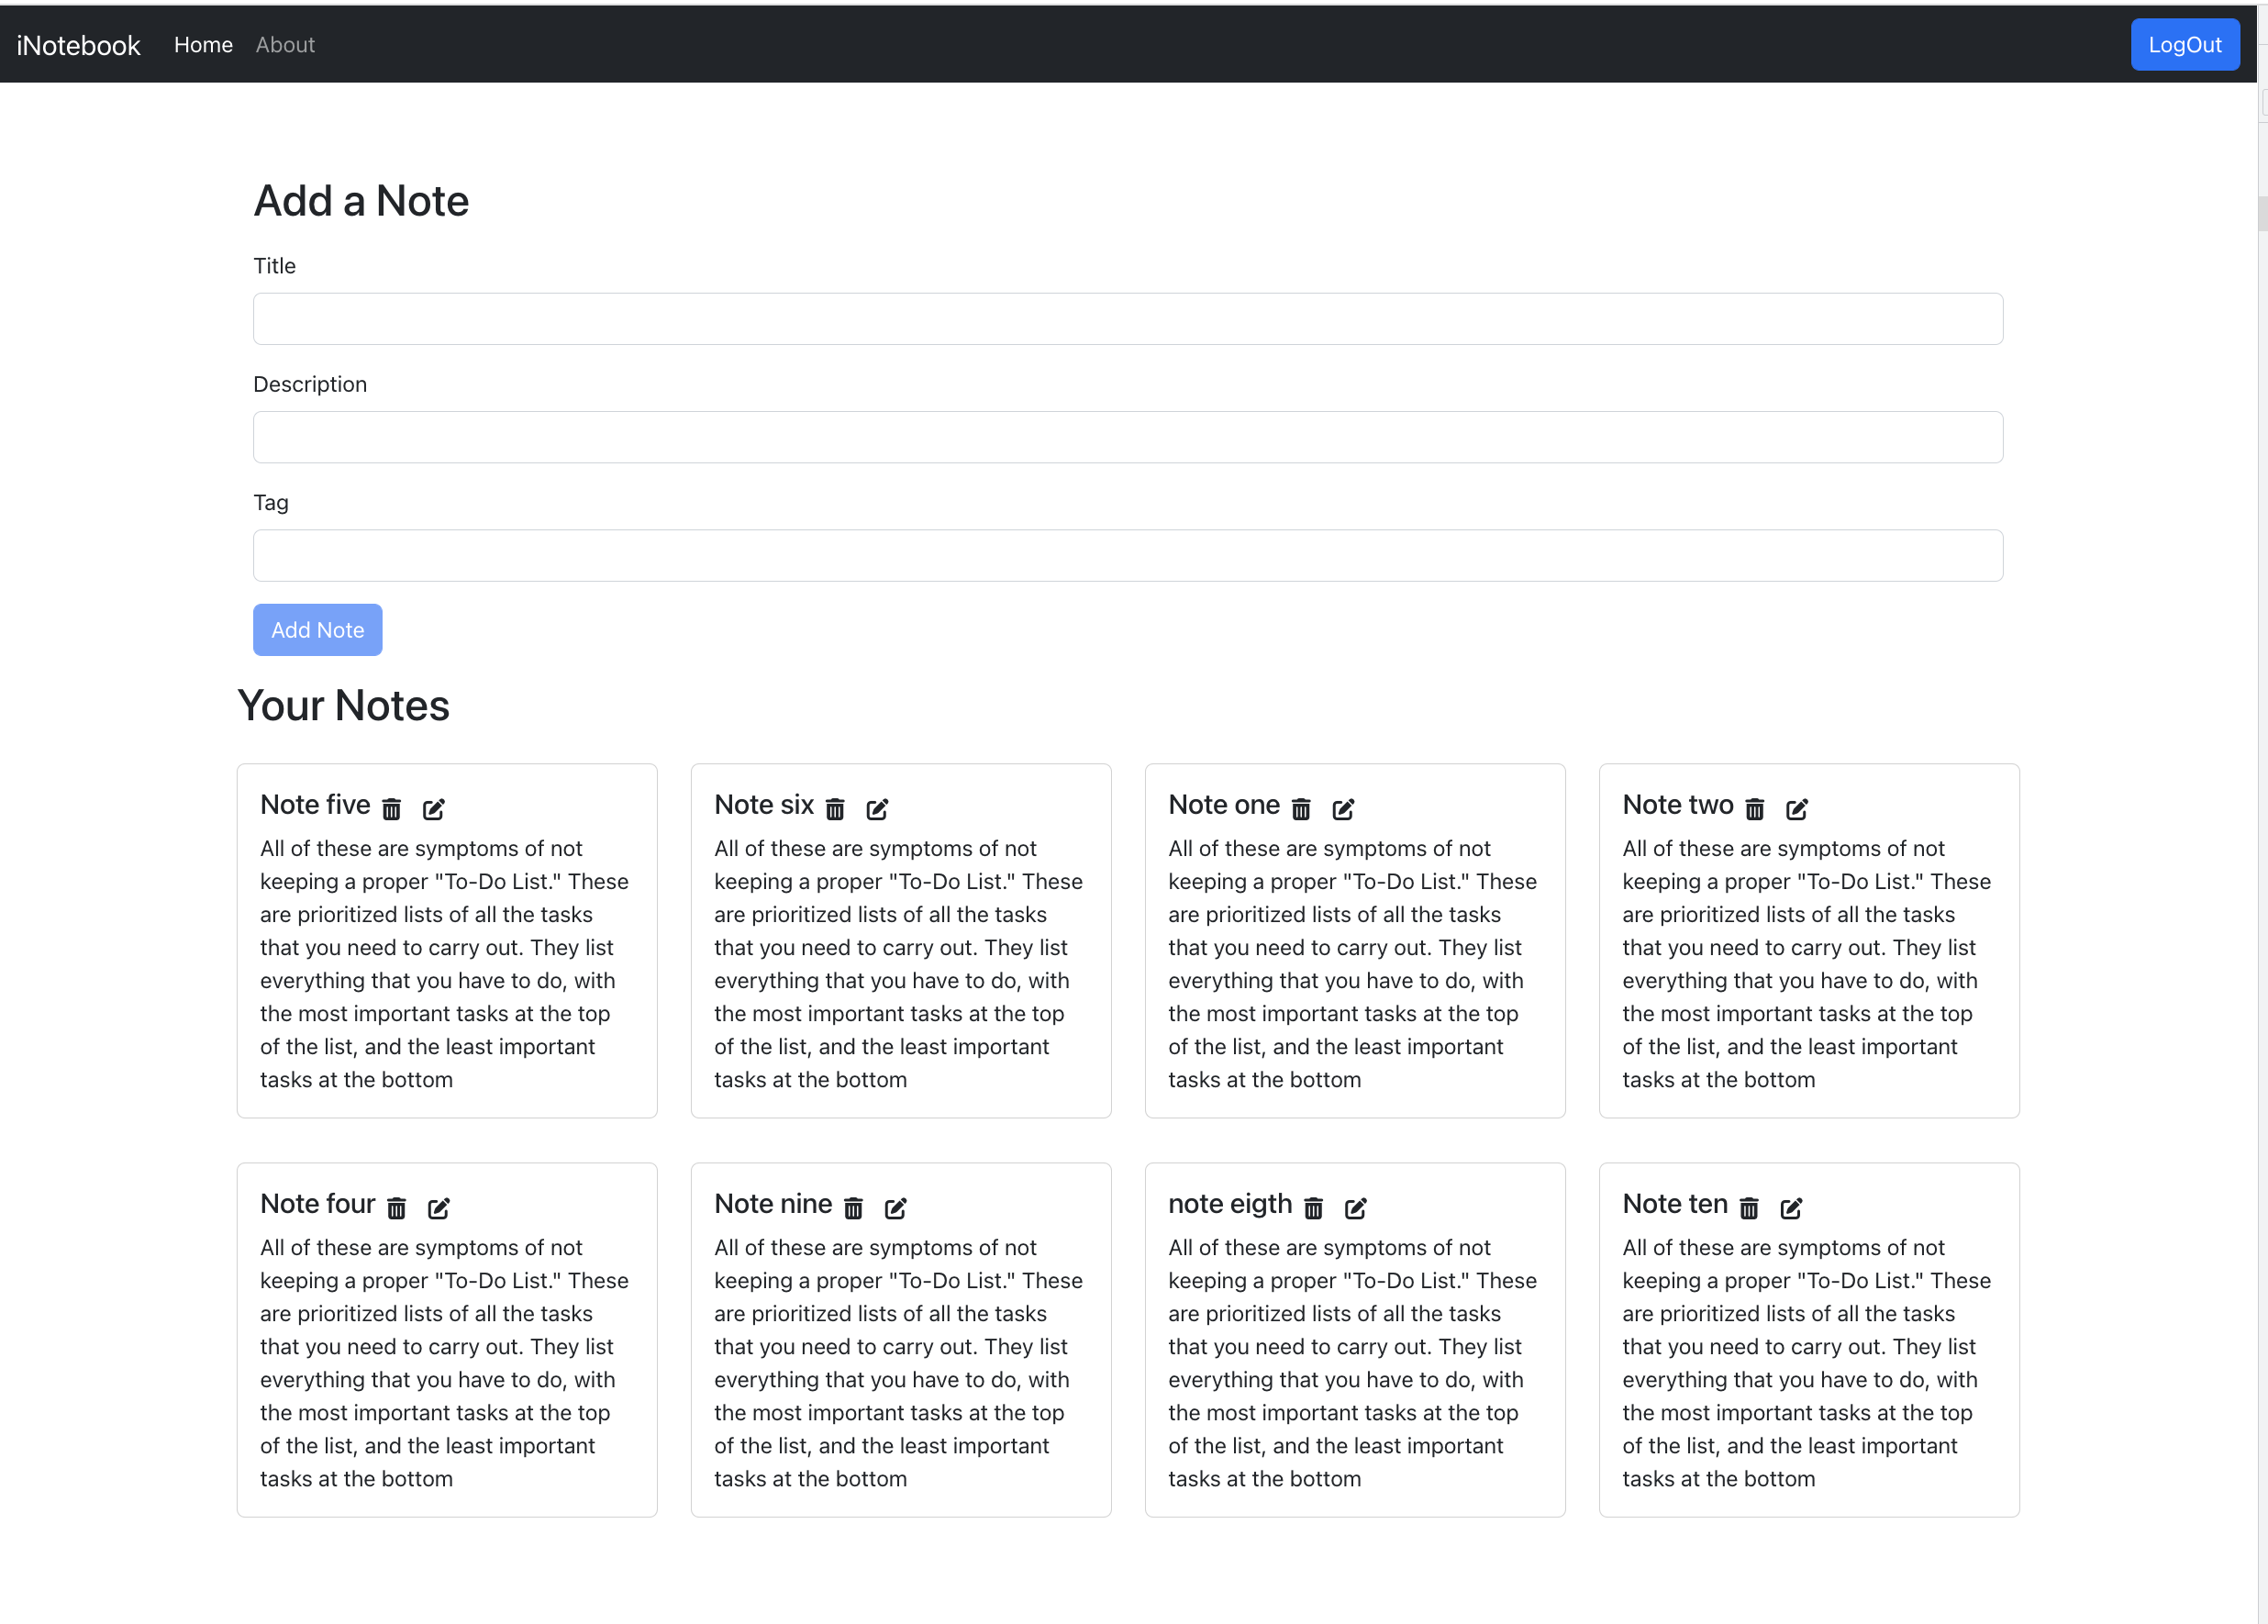 iNotebook Home About LogOut
Add a Note
Title
Description
Tag
Add Note
Your Notes
Note five
All of these are symptoms of not
keeping a proper "To-Do List." These
are prioritized lists of all the tasks
that you need to carry out. They list
everything that you have to do, with
the most important tasks at the top
of the list, and the least important
tasks at the bottom
Note six
All of these are symptoms of not
keeping a proper "To-Do List." These
are prioritized lists of all the tasks
that you need to carry out. They list
everything that you have to do, with
the most important tasks at the top
of the list, and the least important
tasks at the bottom
Note one
All of these are symptoms of not
keeping a proper "To-Do List." These
are prioritized lists of all the tasks
that you need to carry out. They list
everything that you have to do, with
the most important tasks at the top
of the list, and the least important
tasks at the bottom
Note two
All of these are symptoms of not
keeping a proper "To-Do List." These
are prioritized lists of all the tasks
that you need to carry out. They list
everything that you have to do, with
the most important tasks at the top
of the list, and the least important
tasks at the bottom
Note four
All of these are symptoms of not
keeping a proper "To-Do List." These
are prioritized lists of all the tasks
that you need to carry out. They list
everything that you have to do, with
the most important tasks at the top
of the list, and the least important
tasks at the bottom
Note nine
All of these are symptoms of not
keeping a proper "To-Do List." These
are prioritized lists of all the tasks
that you need to carry out. They list
everything that you have to do, with
the most important tasks at the top
of the list, and the least important
tasks at the bottom
note eigth
All of these are symptoms of not
keeping a proper "To-Do List." These
are prioritized lists of all the tasks
that you need to carry out. They list
everything that you have to do, with
the most important tasks at the top
of the list, and the least important
tasks at the bottom
Note ten
All of these are symptoms of not
keeping a proper "To-Do List." These
are prioritized lists of all the tasks
that you need to carry out. They list
everything that you have to do, with
the most important tasks at the top
of the list, and the least important
tasks at the bottom